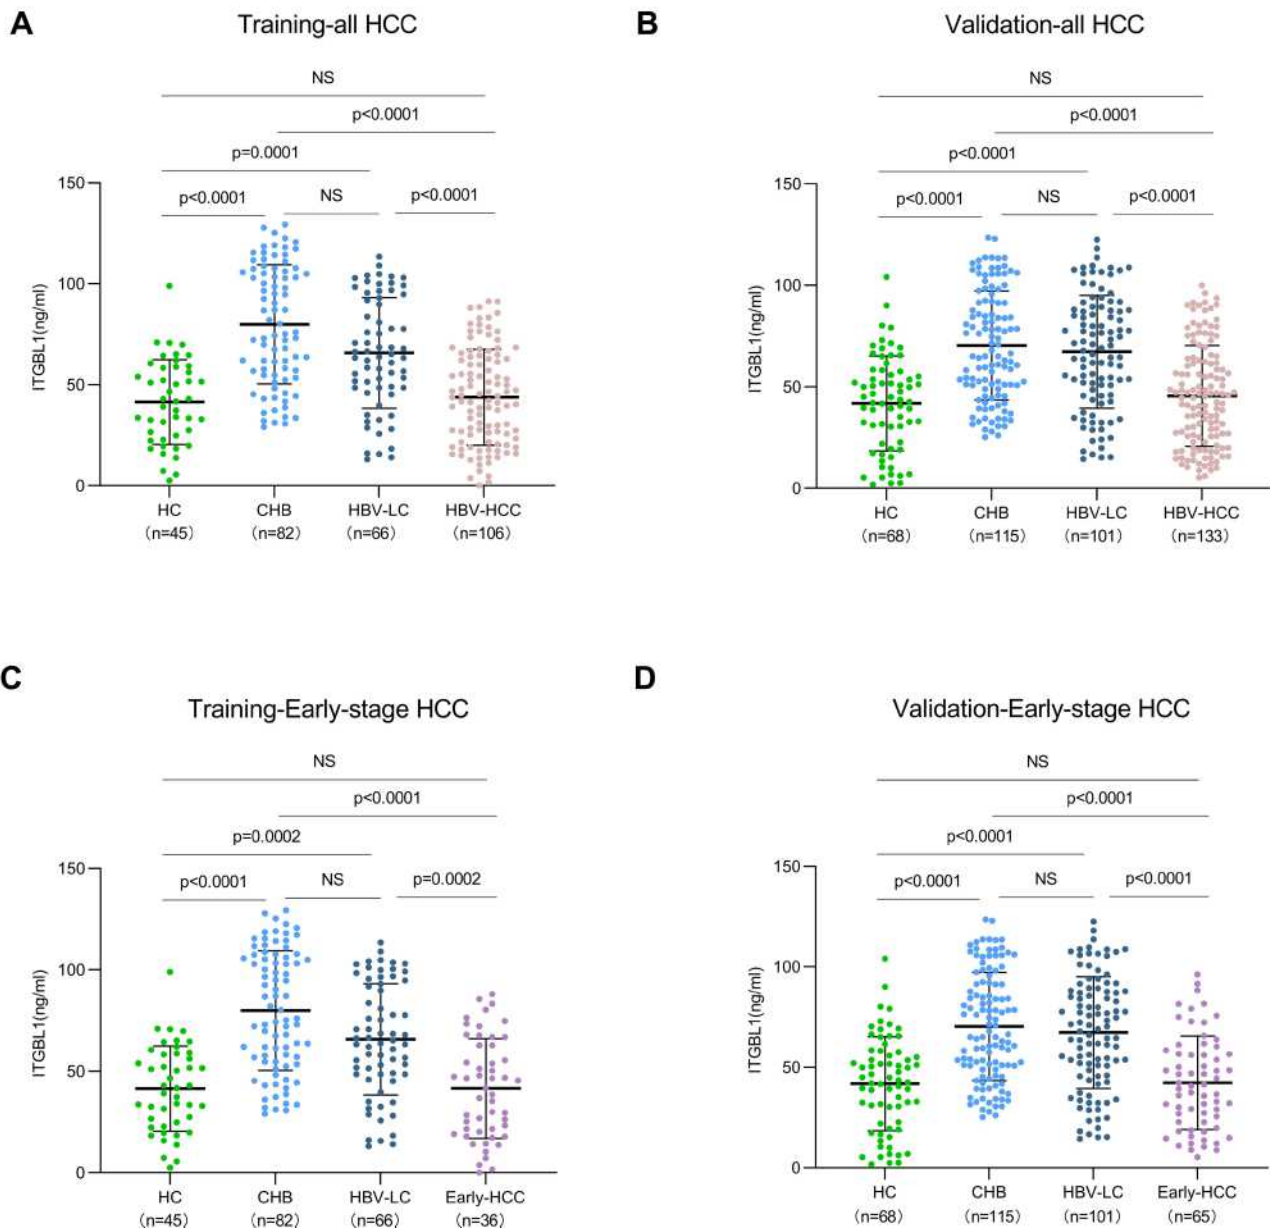 A
Training-all HCC
NS
p<0.0001
p=0.0001
p<0.0001
NS
p<0.0001
150
100
50
0
ITGBL1(ng/ml)
HC
CHB
HBV-LC
HBV-HCC
(n=45)
(n=82)
(n=66)
(n=106)
B
Validation-all HCC
NS
p<0.0001
p<0.0001
p<0.0001
NS
p<0.0001
150
100
50
0
ITGBL1(ng/ml)
HC
CHB
HBV-LC
HBV-HCC
(n=68)
(n=115)
(n=101)
(n=133)
C
Training-Early-stage HCC
NS
p<0.0001
p=0.0002
p<0.0001
NS
p=0.0002
150
100
50
0
ITGBL1(ng/ml)
HC
CHB
HBV-LC
Early-HCC
(n=45)
(n=82)
(n=66)
(n=36)
D
Validation-Early-stage HCC
NS
p<0.0001
p<0.0001
p<0.0001
NS
p<0.0001
150
100
50
0
ITGBL1(ng/ml)
HC
CHB
HBV-LC
Early-HCC
(n=68)
(n=115)
(n=101)
(n=65)